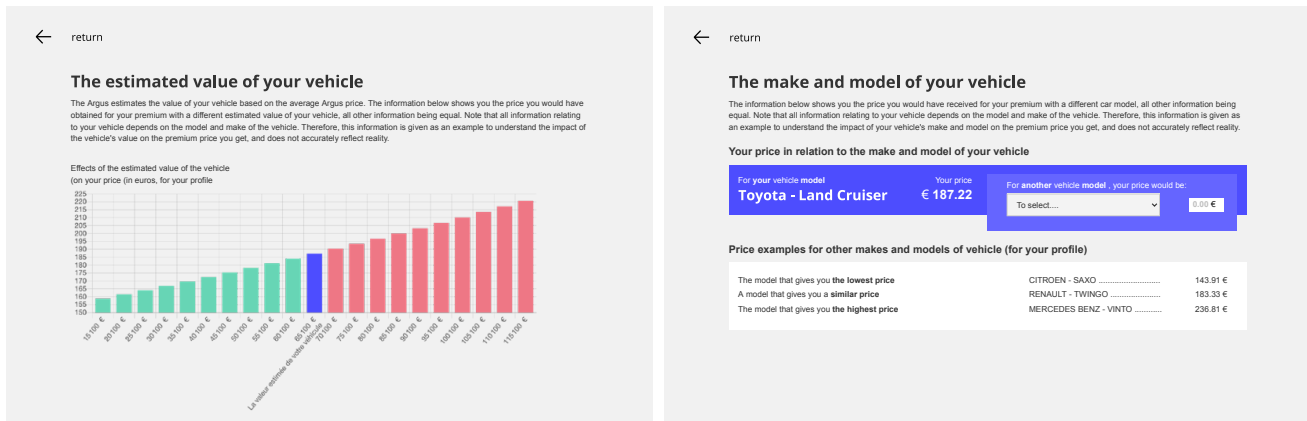 return
The estimated value of your vehicle
The Argus estimates the value of your vehicle based on the average Argus price. The information below shows you the price you would have
obtained for your premium with a different estimated value of your vehicle, all other information being equal. Note that all information relating
to your vehicle depends on the model and make of the vehicle. Therefore, this information is given as an example to understand the impact of
the vehicle's value on the premium price you get, and does not accurately reflect reality.
Effects of the estimated value of the vehicle
(on your price (in euros, for your profile
225
220
215
210
205
200
195
190
185
180
175
170
165
160
155
150
15 100 €
20 100 €
25 100 €
30 100 €
35 100 €
40 100 €
45 100 €
50 100 €
55 100 €
60 100 €
65 100 €
La valeur estimée de votre véhicule
70 100 €
75 100 €
80 100 €
85 100 €
90 100 €
95 100 €
100 100 €
105 100 €
110 100 €
115 100 €
return
The make and model of your vehicle
The information below shows you the price you would have received for your premium with a different car model, all other information being
equal. Note that all information relating to your vehicle depends on the model and make of the vehicle. Therefore, this information is given as
an example to understand the impact of your vehicle's make and model on the premium price you get, and does not accurately reflect reality.
Your price in relation to the make and model of your vehicle
For your vehicle model
Your price
Toyota - Land Cruiser
€ 187.22
For another vehicle model , your price would be:
To select....
0,00 €
Price examples for other makes and models of vehicle (for your profile)
The model that gives you the lowest price CITROEN - SAXO .......................... 143.91 €
A model that gives you a similar price RENAULT - TWINGO ..................... 183.33 €
The model that gives you the highest price MERCEDES BENZ - VINTO ........... 236.81 €